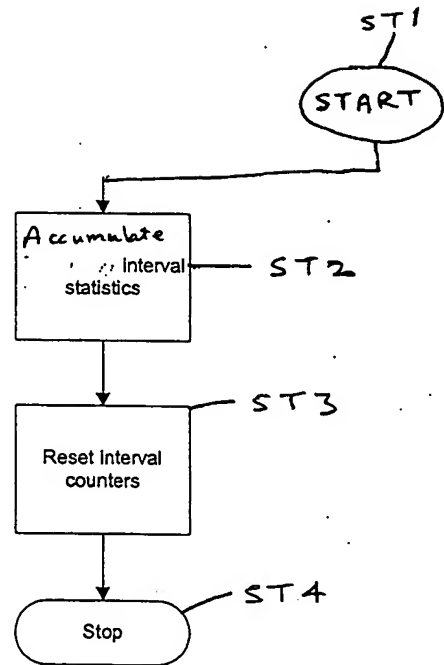 ST1
START
Accumulate
interval
statistics
ST2
ST3
Reset interval
counters
ST4
Stop